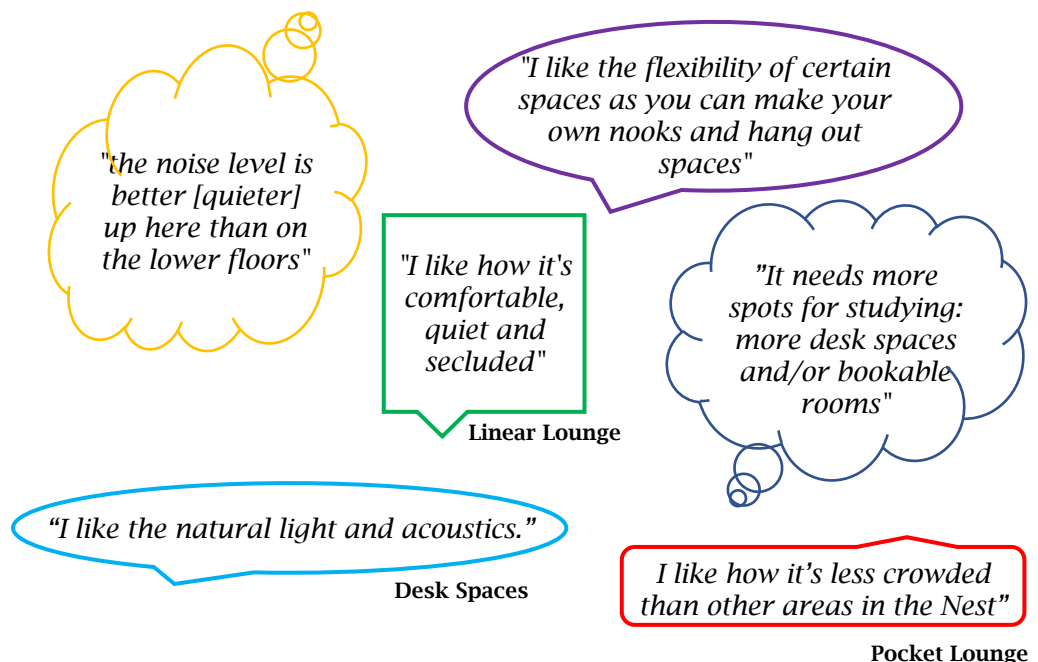 "I like the flexibility of certain
spaces as you can make your
own nooks and hang out
spaces"
"the noise level is
better [quieter]
up here than on
the lower floors"
"I like how it's
comfortable,
quiet and
secluded"
Linear Lounge
”It needs more
spots for studying:
more desk spaces
and/or bookable
rooms"
“I like the natural light and acoustics.”
Desk Spaces
I like how it’s less crowded
than other areas in the Nest”
Pocket Lounge